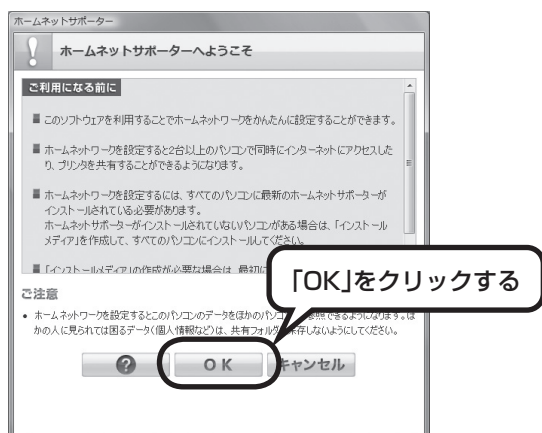 ホームネットサポーター
ホームネットサポーターへようこそ
ご利用になる前に
■ このソフトウェアを利用することでホームネットワークをかんたんに設定することができます。
■ ホームネットワークを設定すると2台以上のパソコンで同時にインターネットにアクセスした
り、プリンタを共有することができるようになります。
■ ホームネットワークを設定するには、すべてのパソコンに最新のホームネットサポーターが
インストールされている必要があります。
ホームネットサポーターがインストールされていないパソコンがある場合は、「インストール
メディア」を作成して、すべてのパソコンにインストールしてください。
■ 「インストールメディア」の作成が必要な場合は、最初に
「OK」をクリックする
ご注意
• ホームネットワークを設定するとこのパソコンのデータをほかのパソコ 参照できるようになります。ほ
かの人に見られては困るデータ(個人情報など)は、共有フォルダ 保存しないようにしてください。
? OK キャンセル